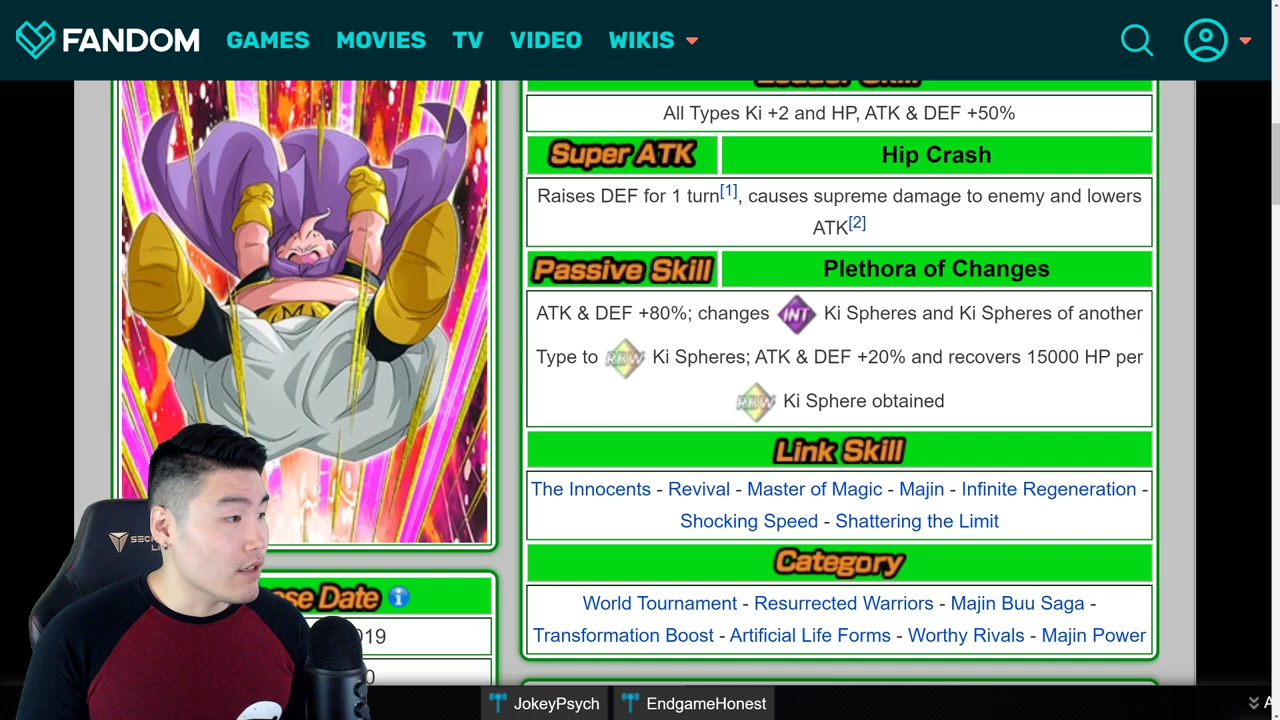 FANDOM GAMES MOVIES TV VIDEO WIKIS
Leader Skill
All Types Ki +2 and HP, ATK & DEF +50%
Super ATK Hip Crash
Raises DEF for 1 turn[1], causes supreme damage to enemy and lowers
ATK[2]
Passive Skill Plethora of Changes
ATK & DEF +80%; changes INT Ki Spheres and Ki Spheres of another
Type to RBW Ki Spheres; ATK & DEF +20% and recovers 15000 HP per
RBW Ki Sphere obtained
Link Skill
The Innocents - Revival - Master of Magic - Majin - Infinite Regeneration -
Shocking Speed - Shattering the Limit
Category
World Tournament - Resurrected Warriors - Majin Buu Saga -
Transformation Boost - Artificial Life Forms - Worthy Rivals - Majin Power
ase Date
019
0
JokeyPsych EndgameHonest A